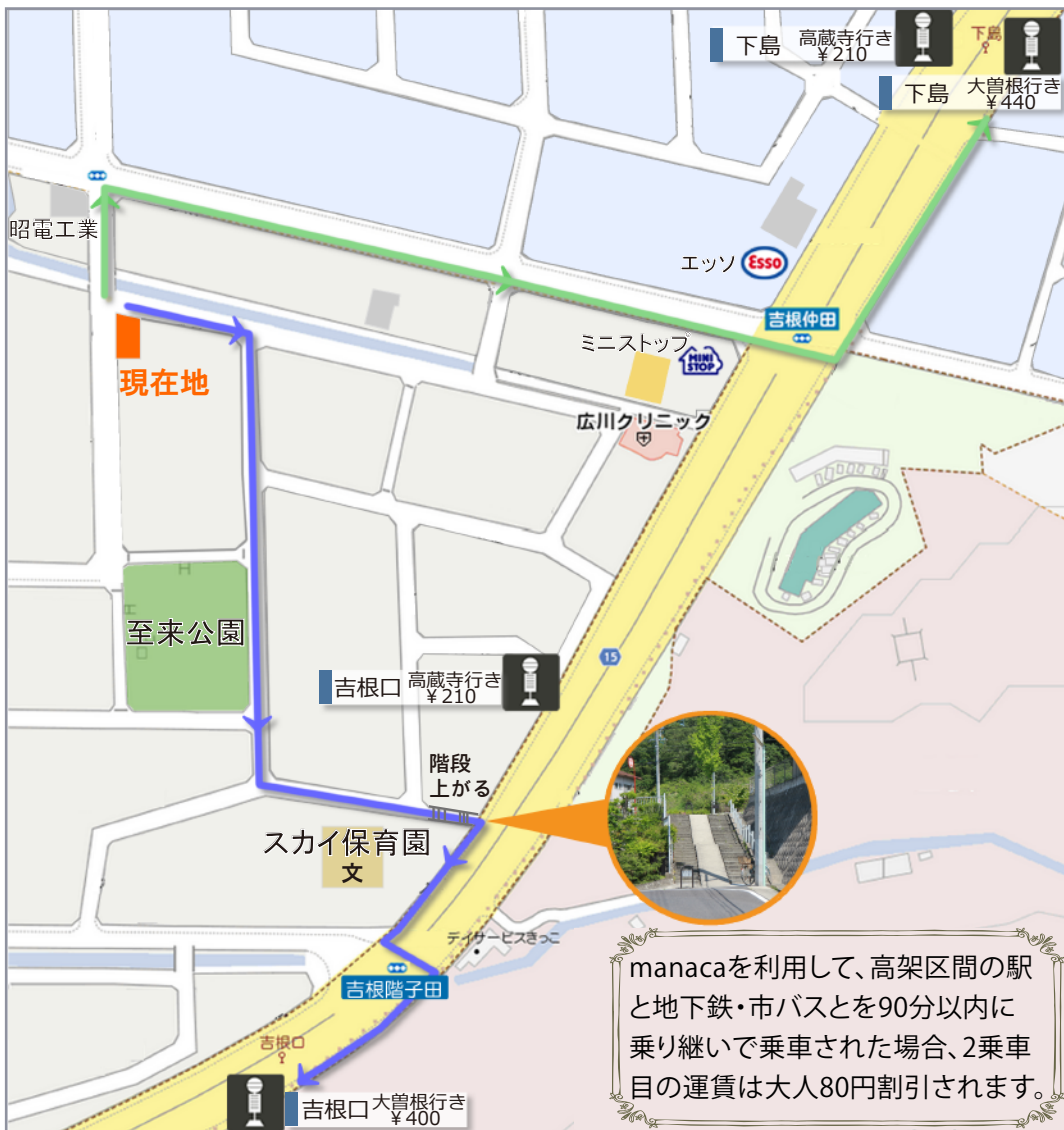 下島 高蔵寺行き
¥210
下島
下島 大曽根行き
¥440
昭電工業
エッソ
Esso
吉根仲田
ミニストップ
MINI
STOP
現在地
広川クリニック
至来公園
15
吉根口 高蔵寺行き
¥210
階段
上がる
スカイ保育園
文
デイサービスきっこ
吉根階子田
吉根口
吉根口 大曽根行き
¥400
manacaを利用して、高架区間の駅
と地下鉄・市バスとを90分以内に
乗り継いで乗車された場合、2乗車
目の運賃は大人80円割引されます。